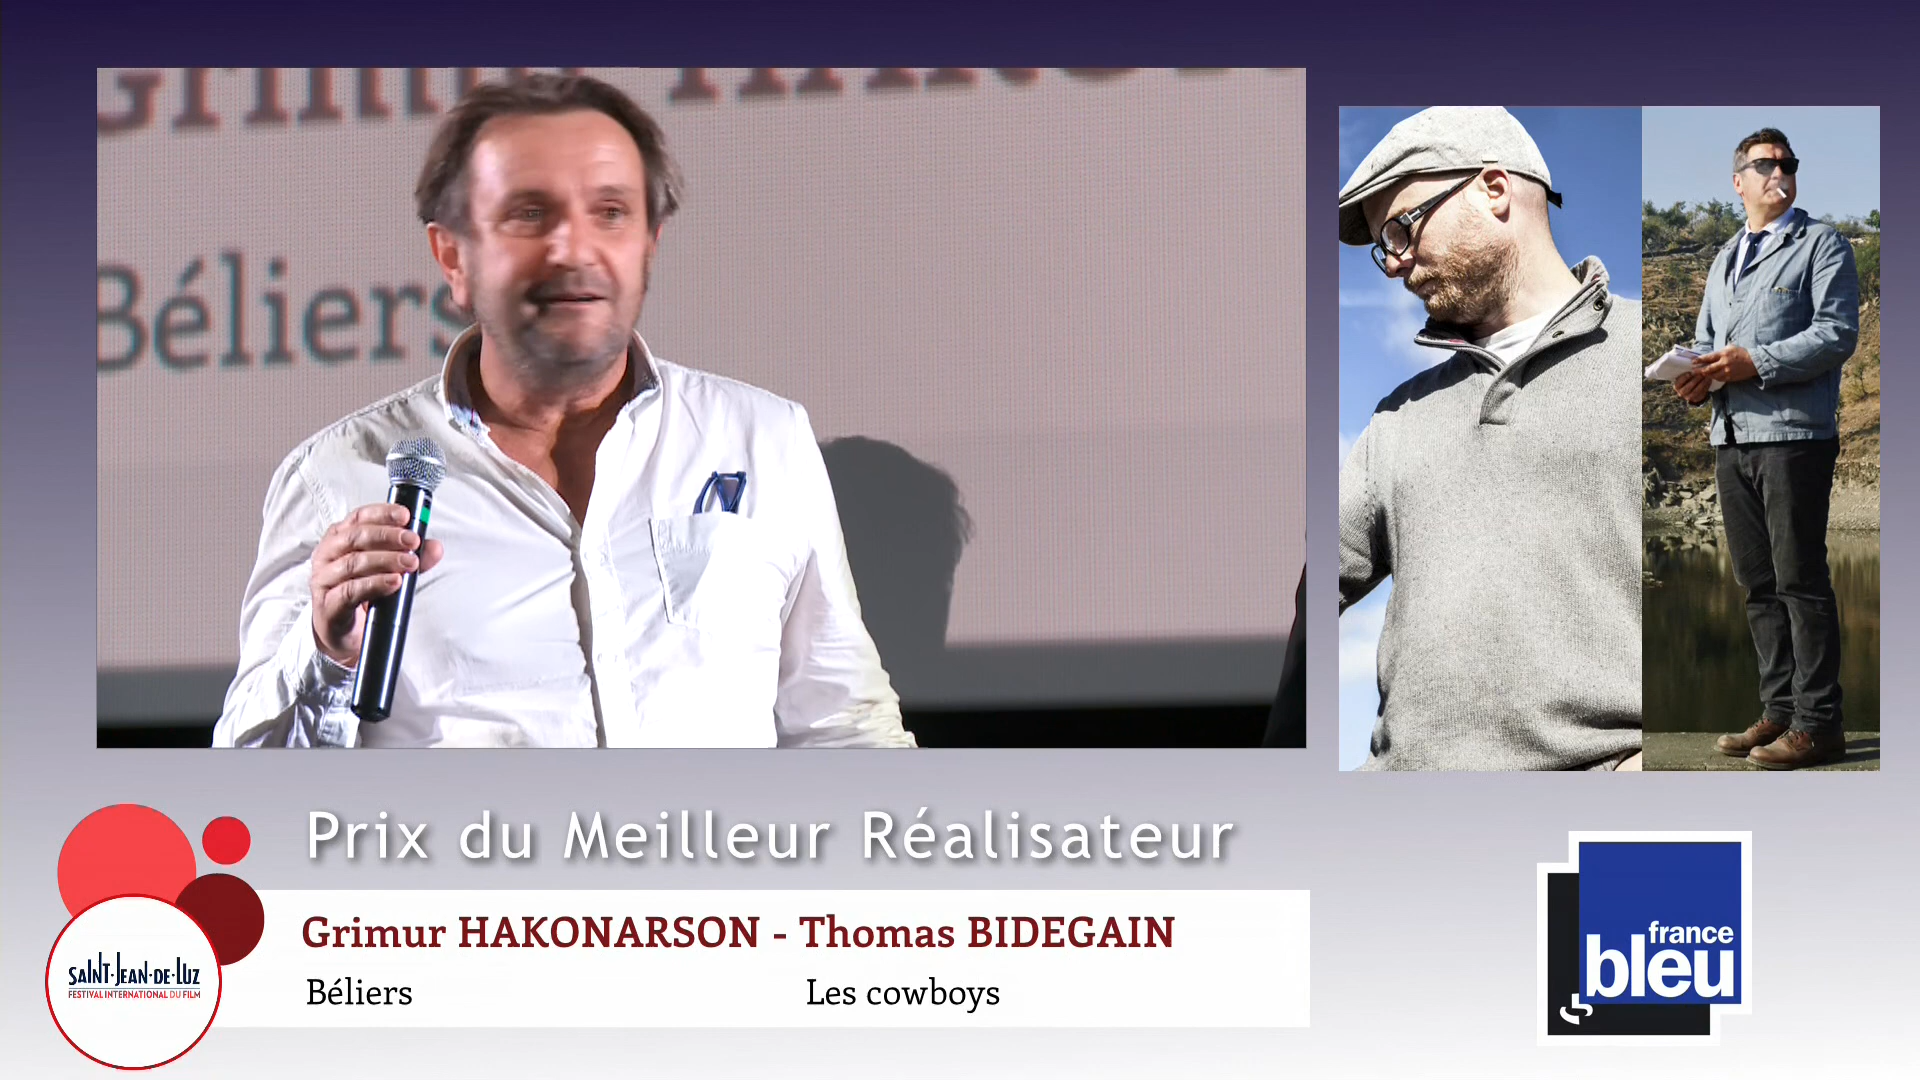 Grimu
Béliers
Prix du Meilleur Réalisateur
Grimur HAKONARSON - Thomas BIDEGAIN
Béliers
Les cowboys
SAINT·JEAN·DE·LUZ
FESTIVAL INTERNATIONAL DU FILM
france
bleu